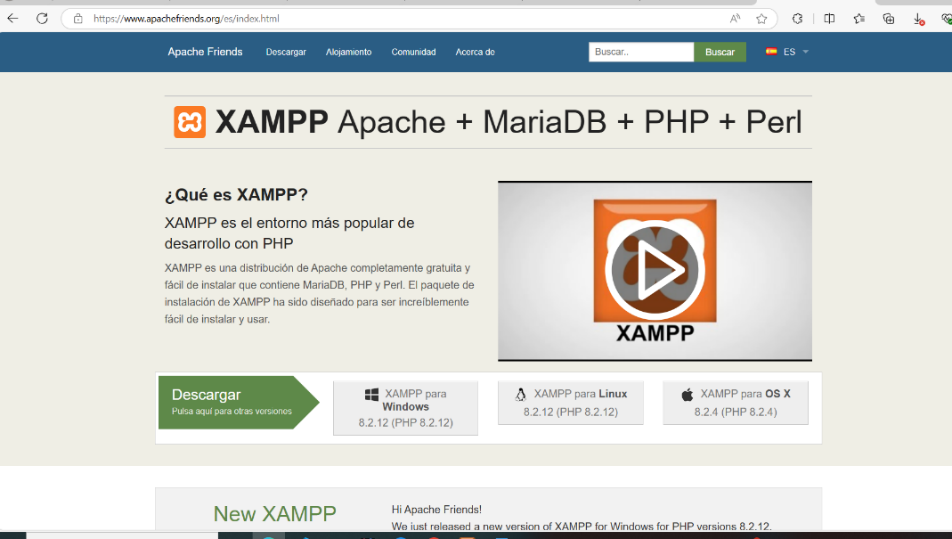 https://www.apachefriends.org/es/index.html
Apache Friends Descargar Alojamiento Comunidad Acerca de Buscar.. Buscar ES
XAMPP Apache + MariaDB + PHP + Perl
¿Qué es XAMPP?
XAMPP es el entorno más popular de
desarrollo con PHP
XAMPP es una distribución de Apache completamente gratuita y
fácil de instalar que contiene MariaDB, PHP y Perl. El paquete de
instalación de XAMPP ha sido diseñado para ser increíblemente
fácil de instalar y usar.
XAMPP
Descargar
Pulsa aquí para otras versiones
XAMPP para
Windows
8.2.12 (PHP 8.2.12)
XAMPP para Linux
8.2.12 (PHP 8.2.12)
XAMPP para OS X
8.2.4 (PHP 8.2.4)
New XAMPP
Hi Apache Friends!
We just released a new version of XAMPP for Windows for PHP versions 8.2.12.